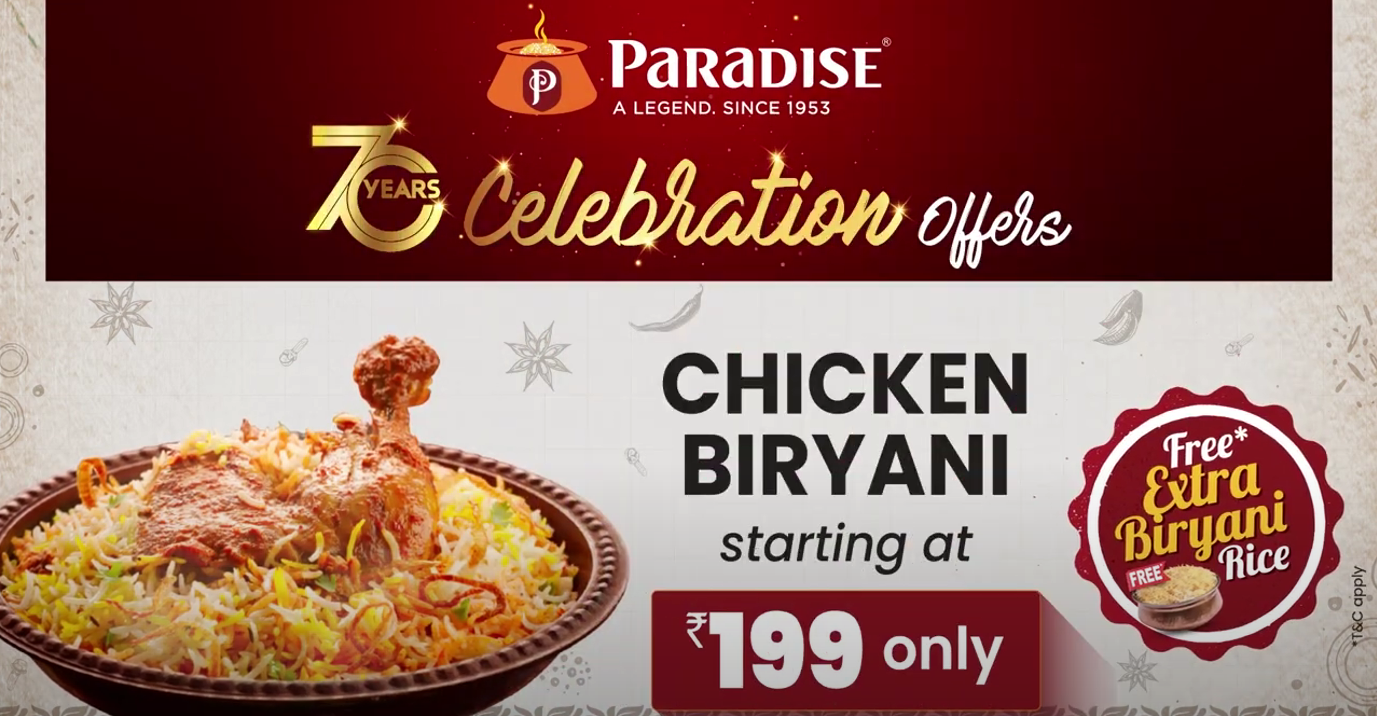 P
PARADISE®
A LEGEND. SINCE 1953
70 YEARS
Celebration Offers
CHICKEN
BIRYANI
starting at
₹199 only
Free*
Extra
Biryani
Rice
FREE*
*T&C apply